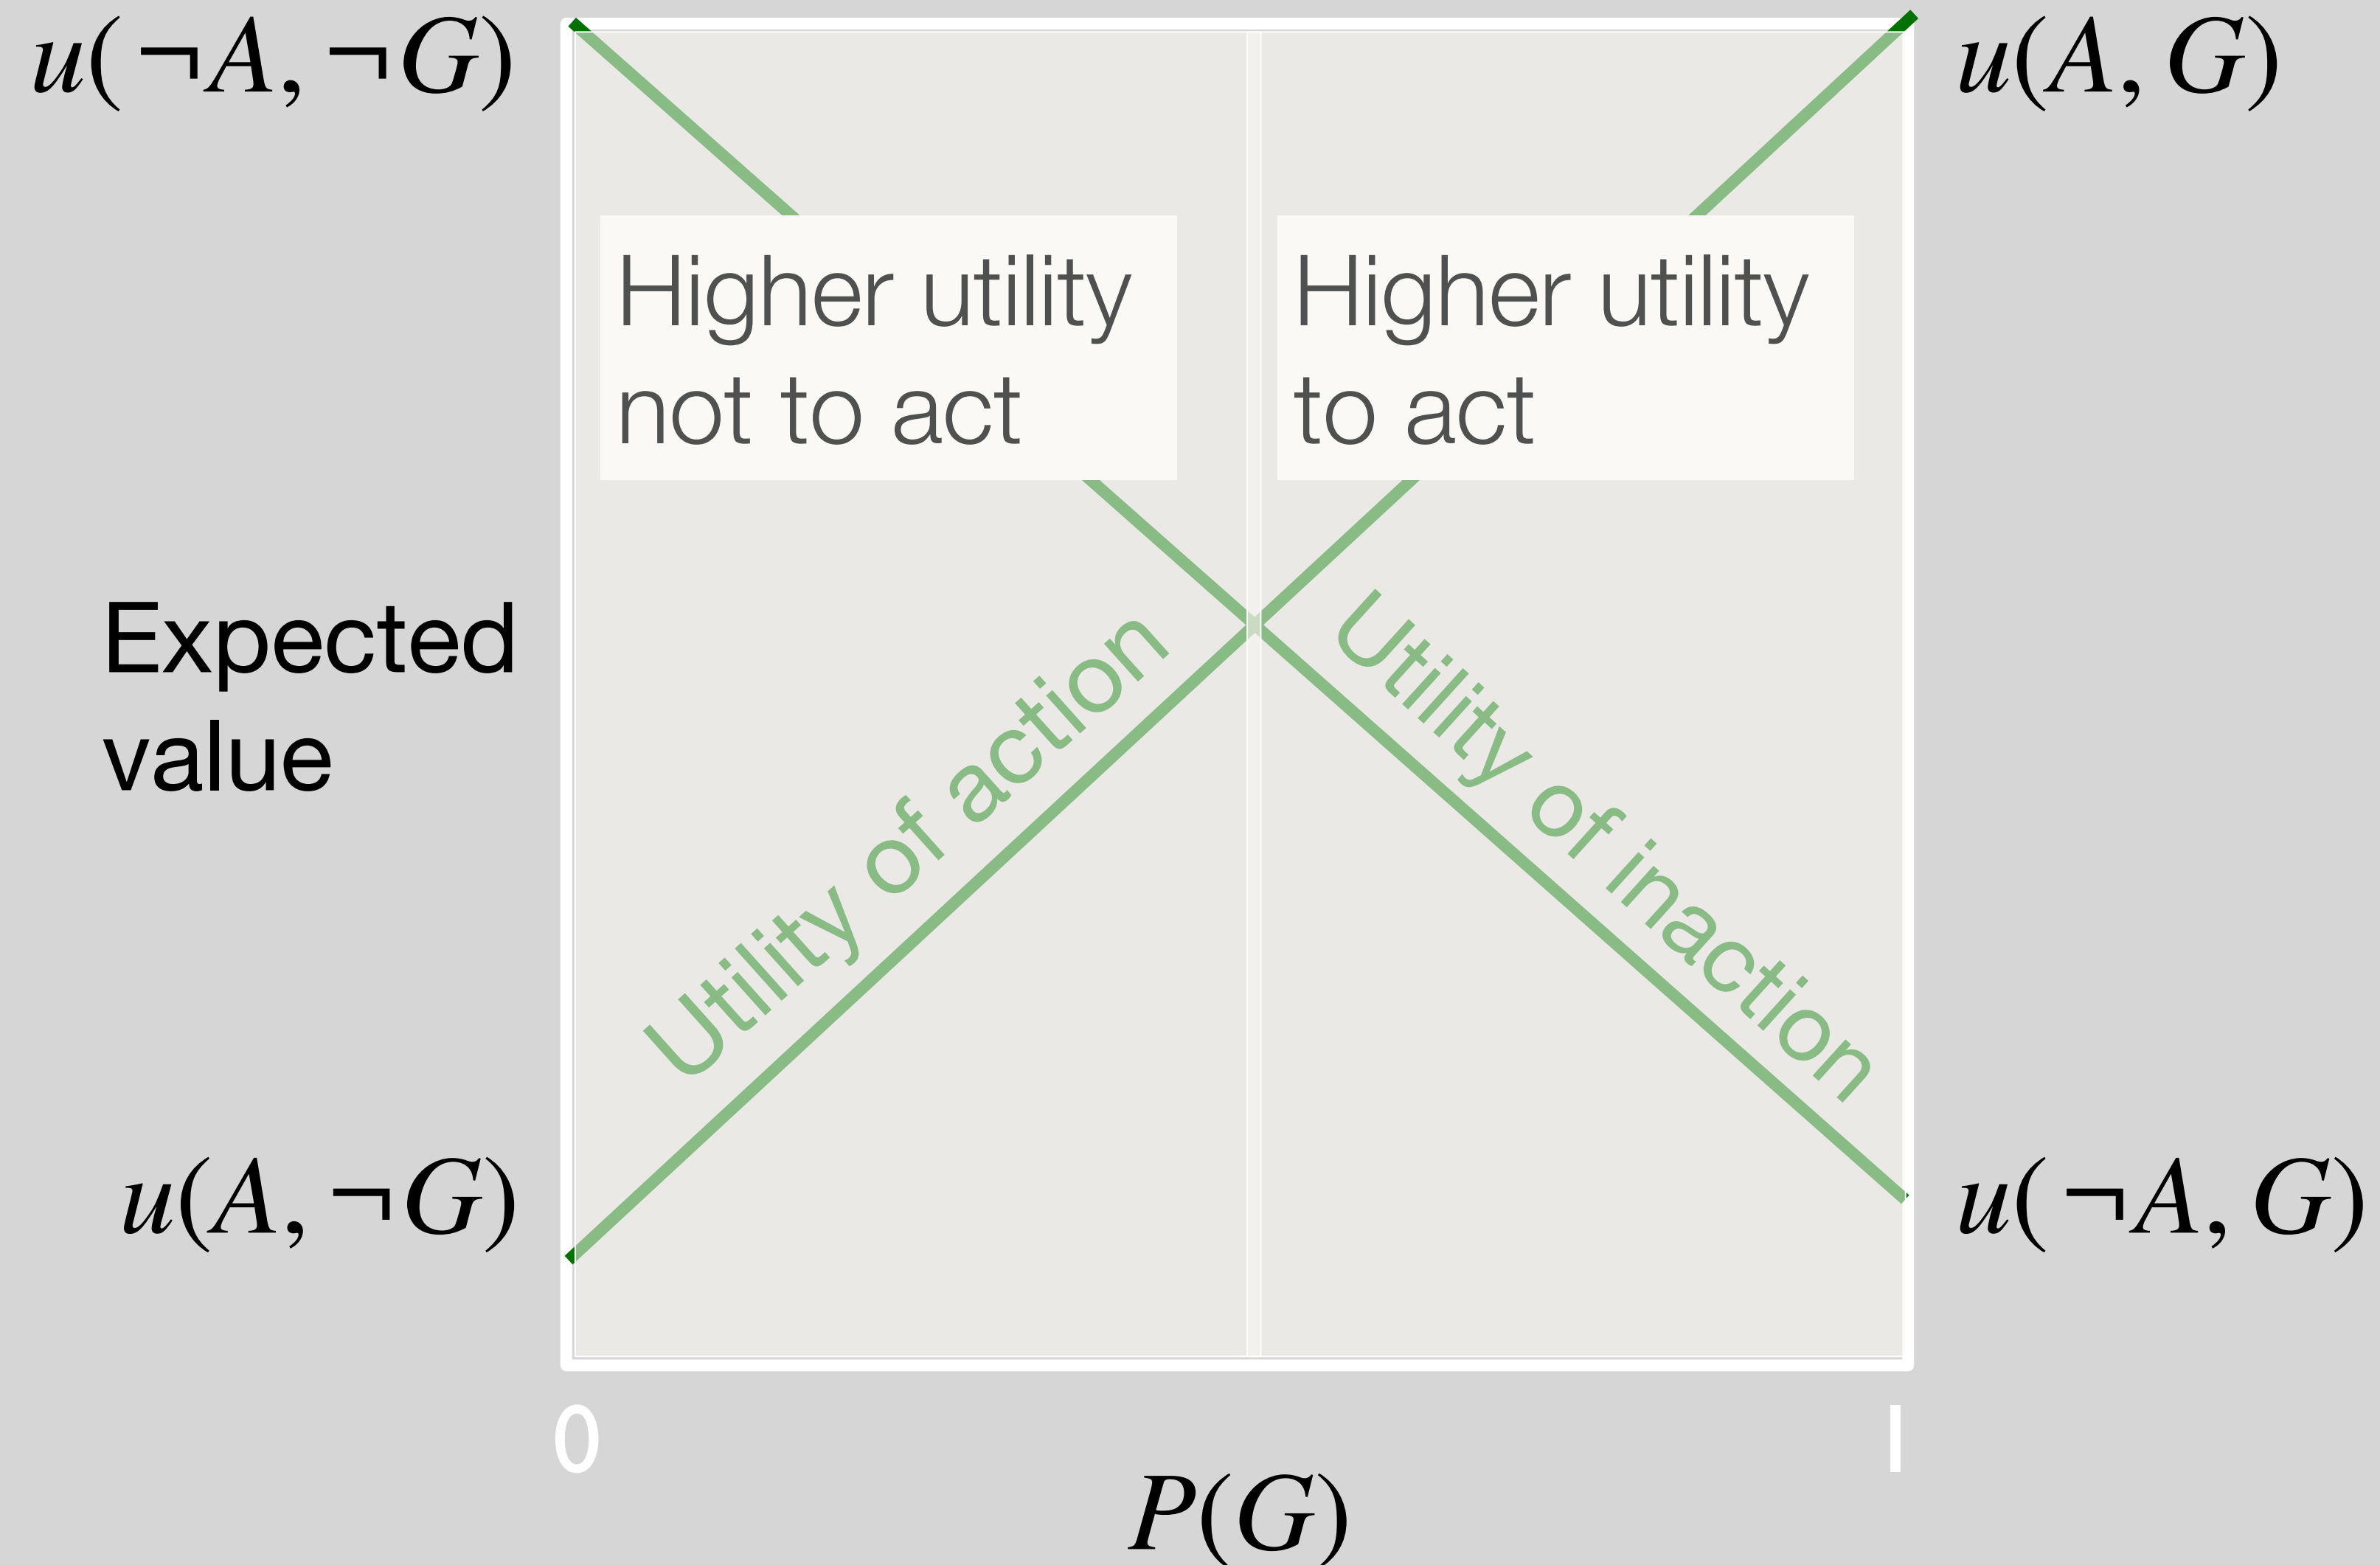 u(¬A, ¬G)
u(A, G)
Higher utility
not to act
Higher utility
to act
Expected
value
Utility of action
Utility of inaction
u(A, ¬G)
u(¬A, G)
0
1
P(G)